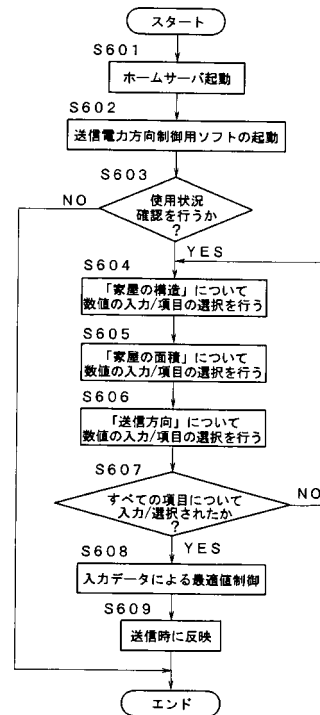 スタート
S601
ホームサーバ起動
S602
送信電力方向制御用ソフトの起動
S603
NO
使用状況
確認を行うか
?
YES
S604
「家屋の構造」について
数値の入力/項目の選択を行う
S605
「家屋の面積」について
数値の入力/項目の選択を行う
S606
「送信方向」について
数値の入力/項目の選択を行う
S607
NO
すべての項目について
入力/選択されたか
?
YES
S608
入力データによる最適値制御
S609
送信時に反映
エンド